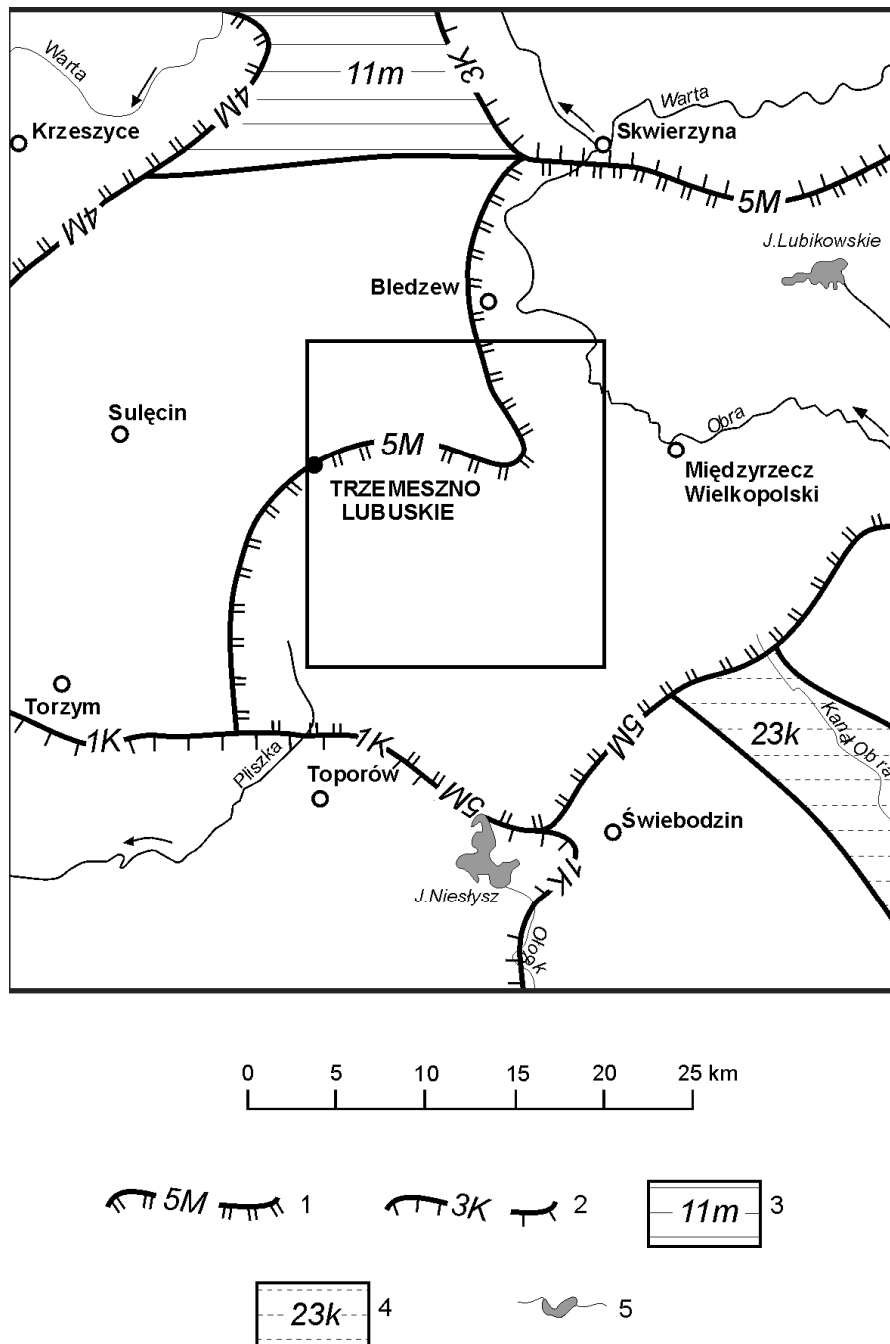 Warta
11m
3K
Warta
4M
Krzeszyce
Skwierzyna
4M
5M
J.Lubikowskie
Bledzew
Sulęcin
Obra
5M
Międzyrzecz
Wielkopolski
TRZEMESZNO
LUBUSKIE
Torzym
1K
1K
5M
23k
Kanał Obra
Pliszka
Toporów
5M
Świebodzin
1K
J.Niesłysz
Ołobok
0 5 10 15 20 25 km
5M 1
3K 2
11m 3
23k 4
5